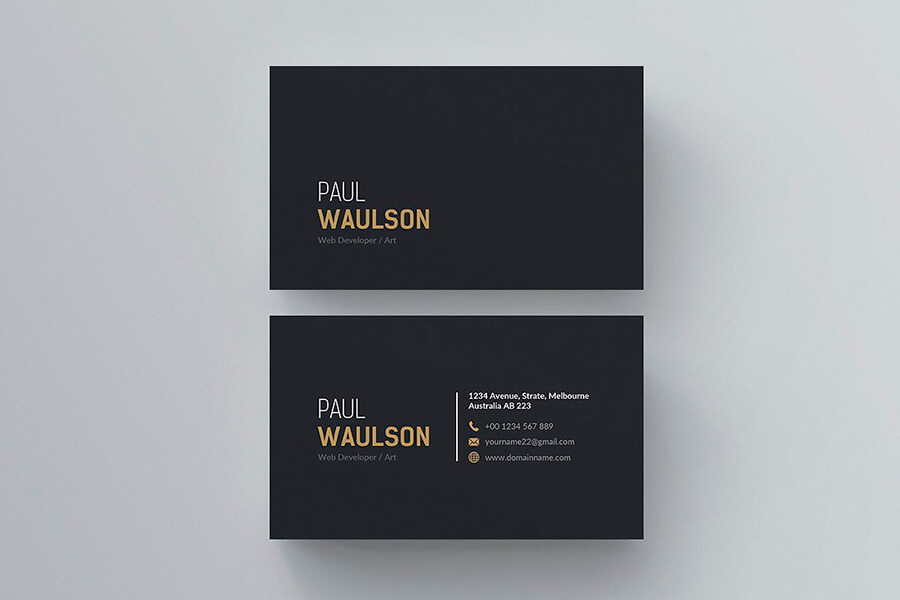 PAUL
WAULSON
Web Developer / Art
PAUL
WAULSON
Web Developer / Art
1234 Avenue, Strate, Melbourne
Australia AB 223
+00 1234 567 889
yourname22@gmail.com
www.domainname.com